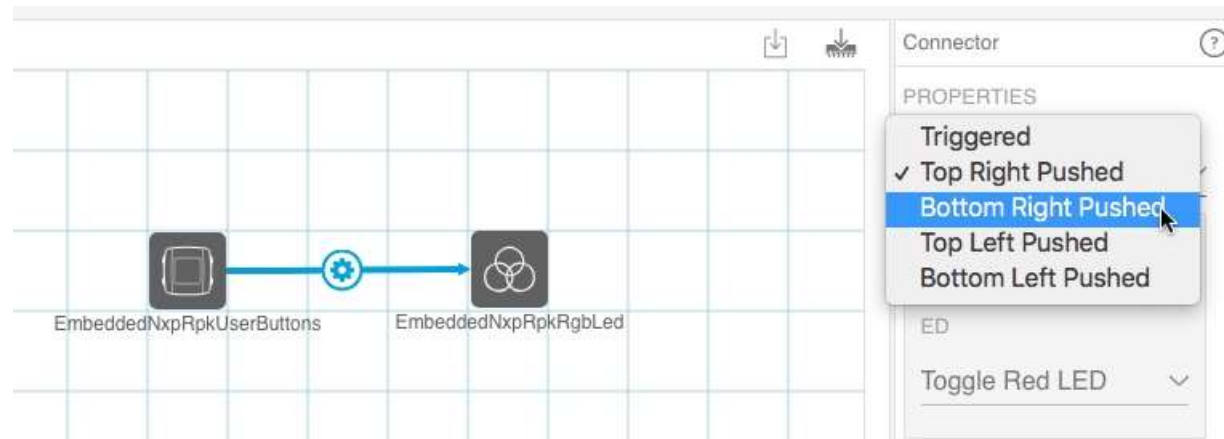 Connector
?
PROPERTIES
Triggered
✓ Top Right Pushed
Bottom Right Pushed
Top Left Pushed
Bottom Left Pushed
EmbeddedNxpRpkUserButtons
EmbeddedNxpRpkRgbLed
ED
Toggle Red LED